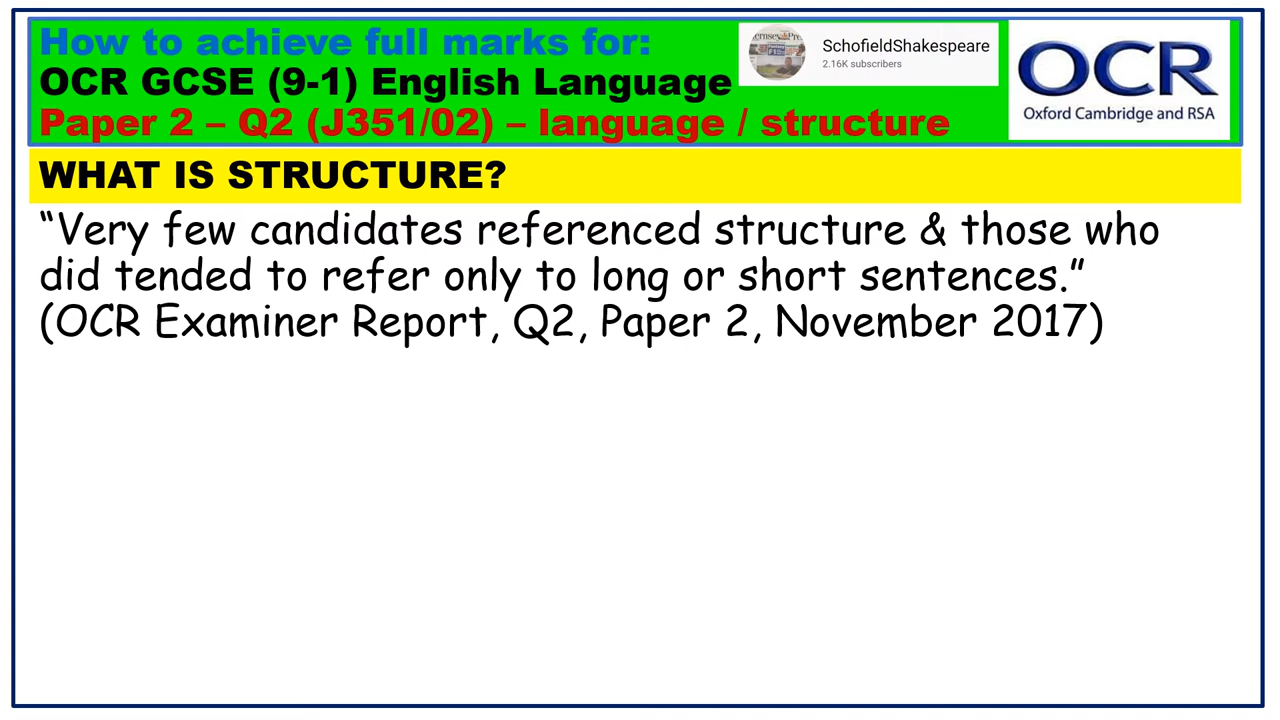 How to achieve full marks for:
OCR GCSE (9-1) English Language
Paper 2 – Q2 (J351/02) – language / structure
SchofieldShakespeare
2.16K subscribers
OCR
Oxford Cambridge and RSA
WHAT IS STRUCTURE?
“Very few candidates referenced structure & those who
did tended to refer only to long or short sentences.”
(OCR Examiner Report, Q2, Paper 2, November 2017)